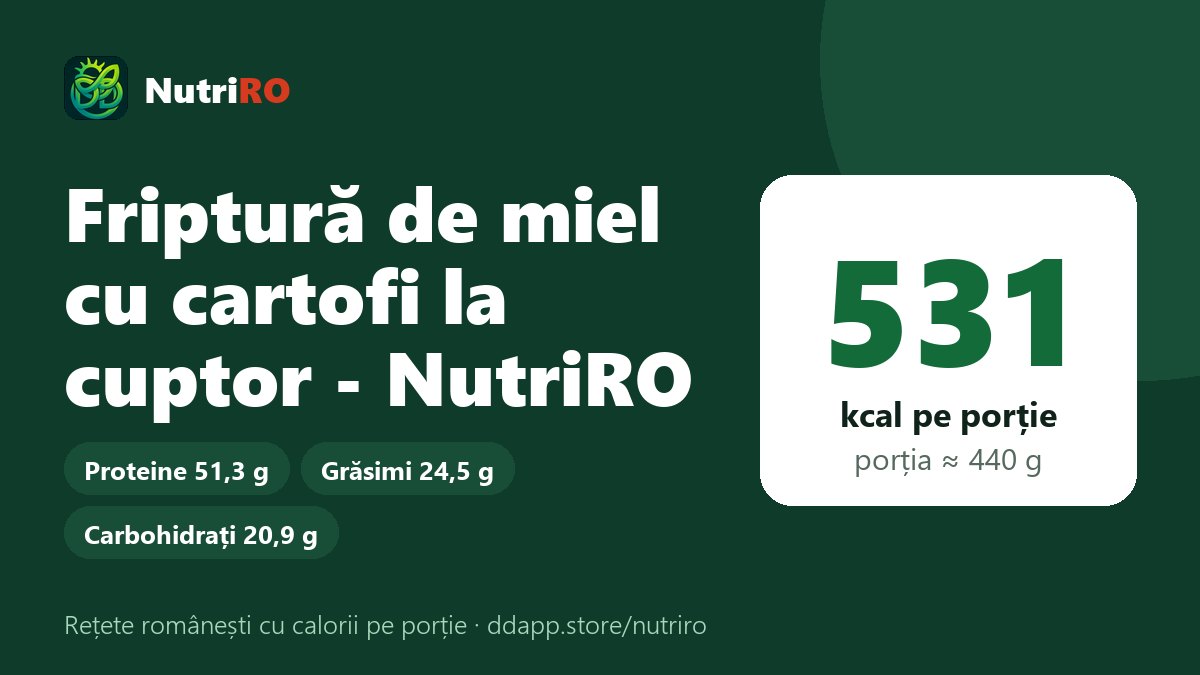 NutriRO
Friptură de miel
cu cartofi la
cuptor - NutriRO
531
kcal pe porție
porția ≈ 440 g
Proteine 51,3 g
Grăsimi 24,5 g
Carbohidrați 20,9 g
Rețete românești cu calorii pe porție · ddapp.store/nutriro